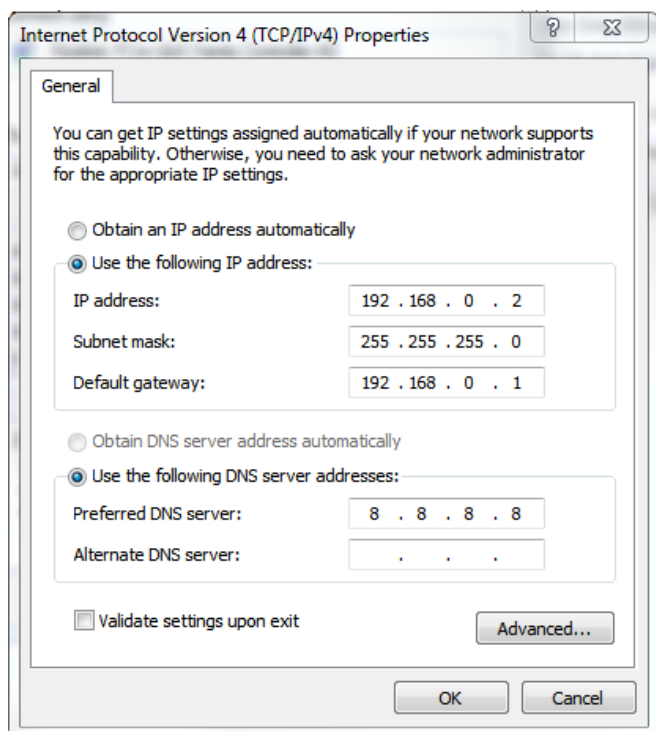 Internet Protocol Version 4 (TCP/IPv4) Properties
General
You can get IP settings assigned automatically if your network supports
this capability. Otherwise, you need to ask your network administrator
for the appropriate IP settings.
Obtain an IP address automatically
Use the following IP address:
IP address: 192 . 168 . 0 . 2
Subnet mask: 255 . 255 . 255 . 0
Default gateway: 192 . 168 . 0 . 1
Obtain DNS server address automatically
Use the following DNS server addresses:
Preferred DNS server: 8 . 8 . 8 . 8
Alternate DNS server: . . .
Validate settings upon exit
Advanced...
OK Cancel